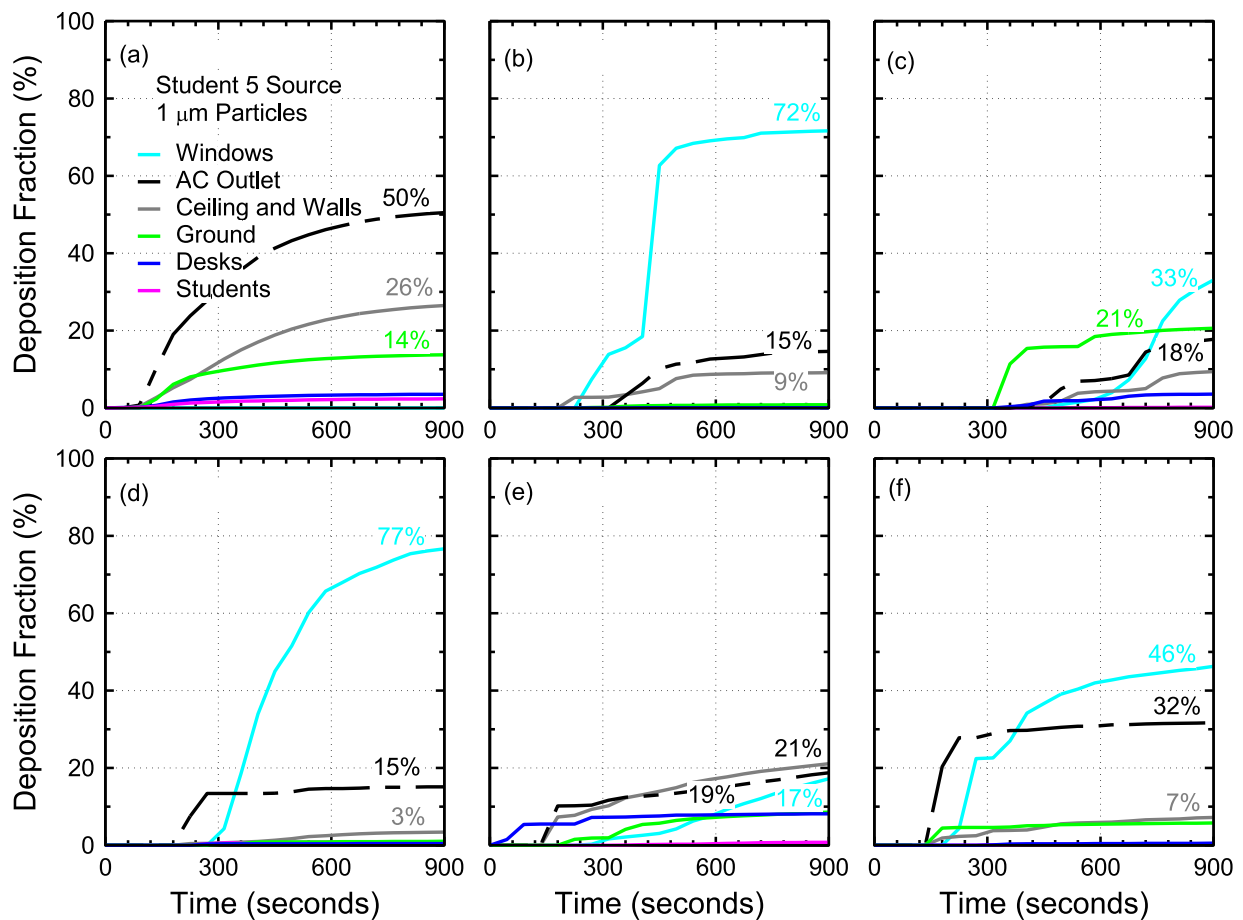 Deposition Fraction (%)
100
80
60
40
20
0
(a)
Student 5 Source
1 μm Particles
Windows
AC Outlet
Ceiling and Walls
Ground
Desks
Students
50%
26%
14%
0
300
600
900
(b)
72%
15%
9%
0
300
600
900
(c)
33%
21%
18%
0
300
600
900
Deposition Fraction (%)
100
80
60
40
20
0
(d)
77%
15%
3%
0
300
600
900
Time (seconds)
(e)
21%
19%
17%
0
300
600
900
Time (seconds)
(f)
46%
32%
7%
0
300
600
900
Time (seconds)